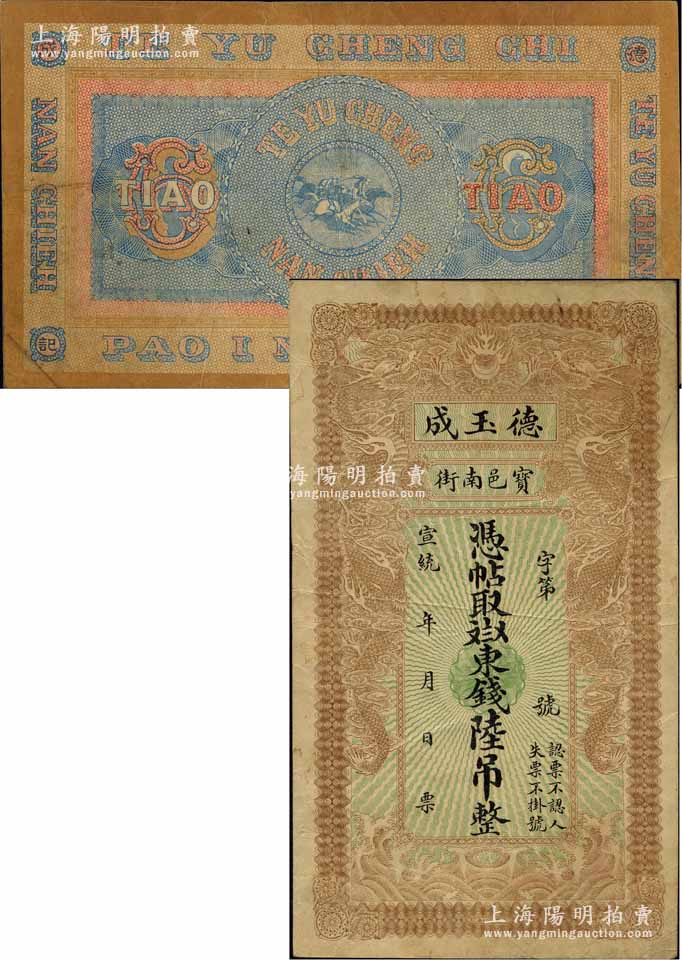 上海陽明拍賣
www.yangmingauction.com
TE YU CHENG CHI
德
成
記
NAN CHIEH
TE YU CHENG
TE YU CHENG
NAN CHIEH
6
TIAO
6
TIAO
PAO I N
德玉成
寶邑南街
字第 號
認票不認人
失票不掛號
憑帖取 東錢陸吊整
宣統 年 月 日 票
上海陽明拍賣
www.yangmingauction.com
海陽明拍賣
yangmingauction.com